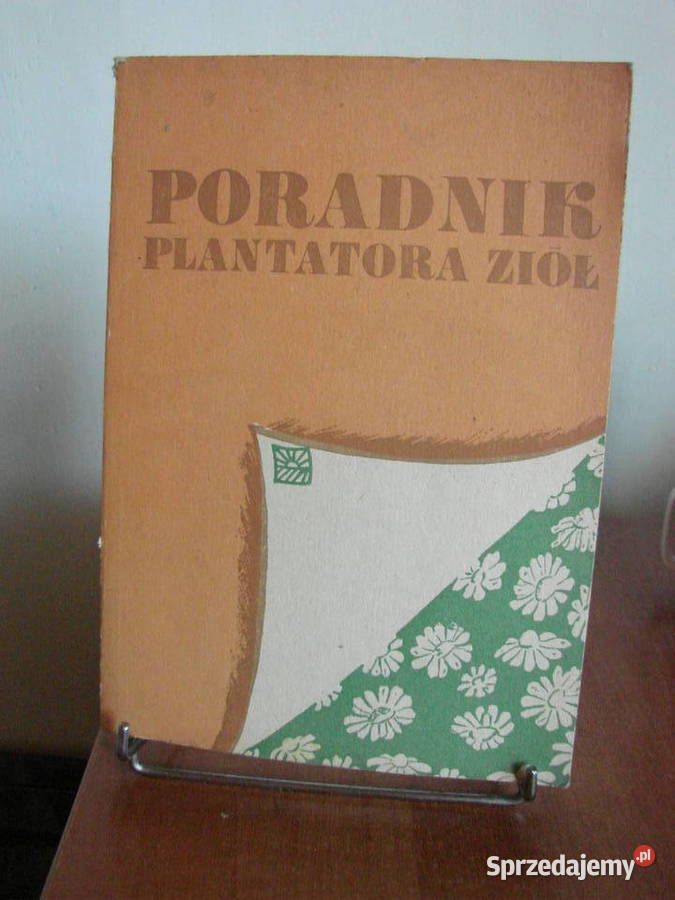 PORADNIK
PLANTATORA ZIÓŁ
Sprzedajemy.pl